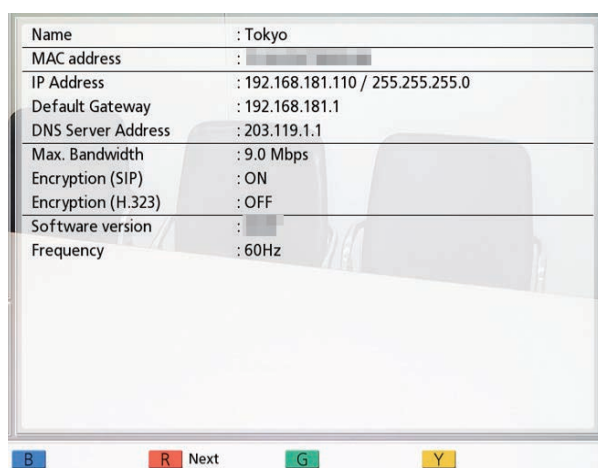 Name : Tokyo
MAC address :
IP Address : 192.168.181.110 / 255.255.255.0
Default Gateway : 192.168.181.1
DNS Server Address : 203.119.1.1
Max. Bandwidth : 9.0 Mbps
Encryption (SIP) : ON
Encryption (H.323) : OFF
Software version :
Frequency : 60Hz
B R Next G Y